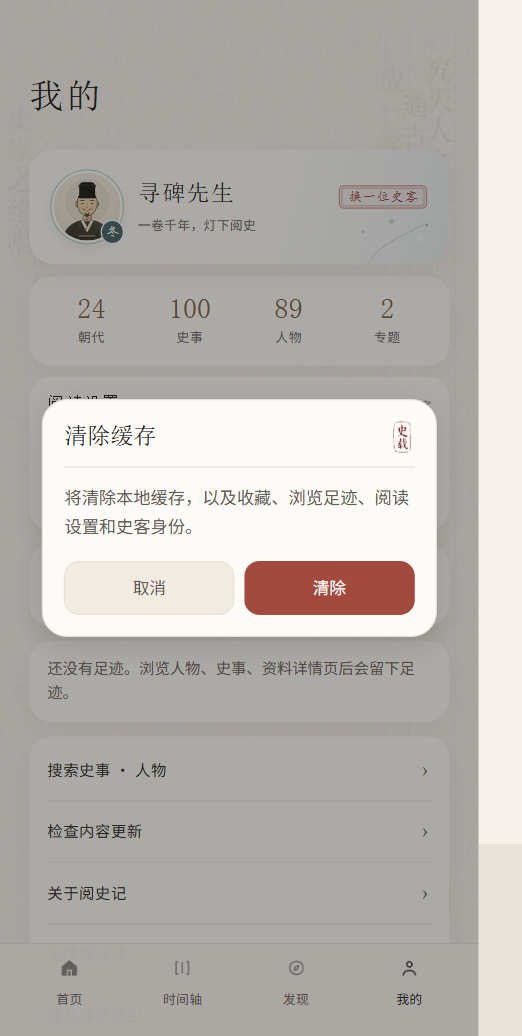 我的
寻碑先生
换一位史客
一卷千年，灯下阅史
冬
24
100
89
2
朝代
史事
人物
专题
阅读设置
清除缓存
史载
将清除本地缓存，以及收藏、浏览足迹、阅读
设置和史客身份。
取消
清除
还没有足迹。浏览人物、史事、资料详情页后会留下足
迹。
搜索史事 · 人物
检查内容更新
关于阅史记
首页
时间轴
发现
我的